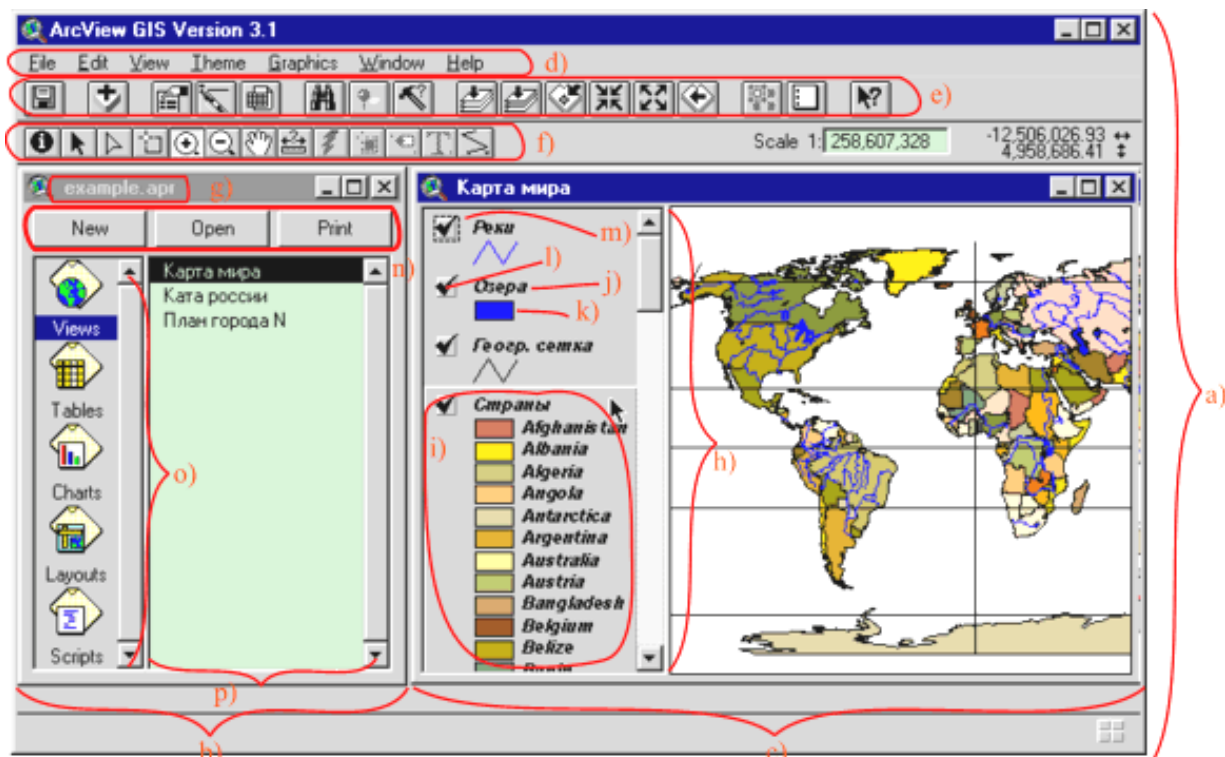 ArcView GIS Version 3.1
File Edit View Theme Graphics Window Help d)
e)
f) Scale 1: 258,607,328 -12,506,026.93
4,958,686.41
example.apr g)
New Open Print
n)
Views
Tables
Charts
Layouts
Scripts
o)
Карта мира
Ката россии
План города N
p)
b)
Карта мира
Реки m)
l)
Озера j)
k)
Геогр. сетка
Страны
i)
Afghanistan
Albania
Algeria
Angola
Antarctica
Argentina
Australia
Austria
Bangladesh
Belgium
Belize
h)
c)
a)